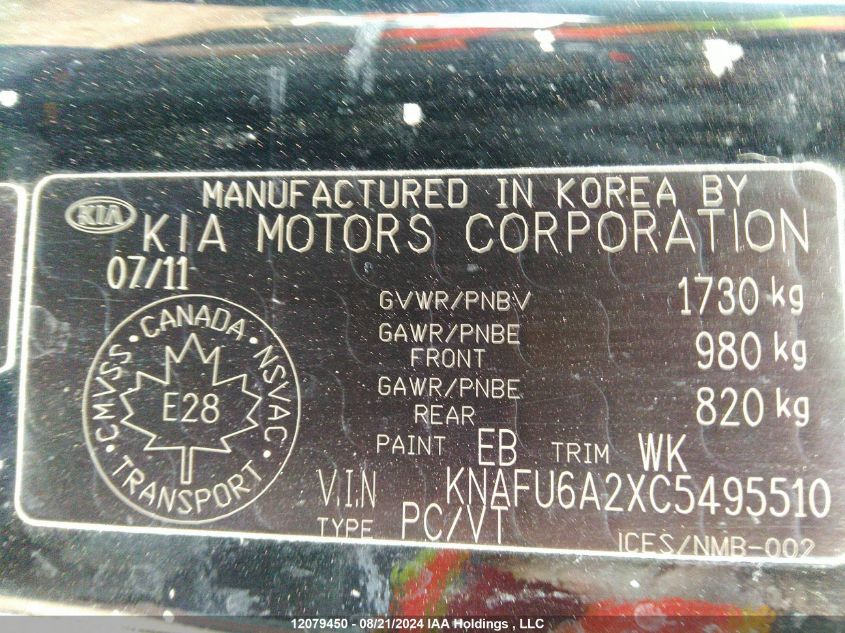 MANUFACTURED IN KOREA BY
KIA
KIA MOTORS CORPORATION
07/11
GVWR/PNBV 1730 kg
GAWR/PNBE FRONT 980 kg
GAWR/PNBE REAR 820 kg
PAINT EB TRIM WK
V.I.N KNAFU6A2XC5495510
TYPE PC/VT
ICES/NMB-002
CMVSS · CANADA · NSVAC
E28
· TRANSPORT ·
12079450 - 08/21/2024 IAA Holdings , LLC